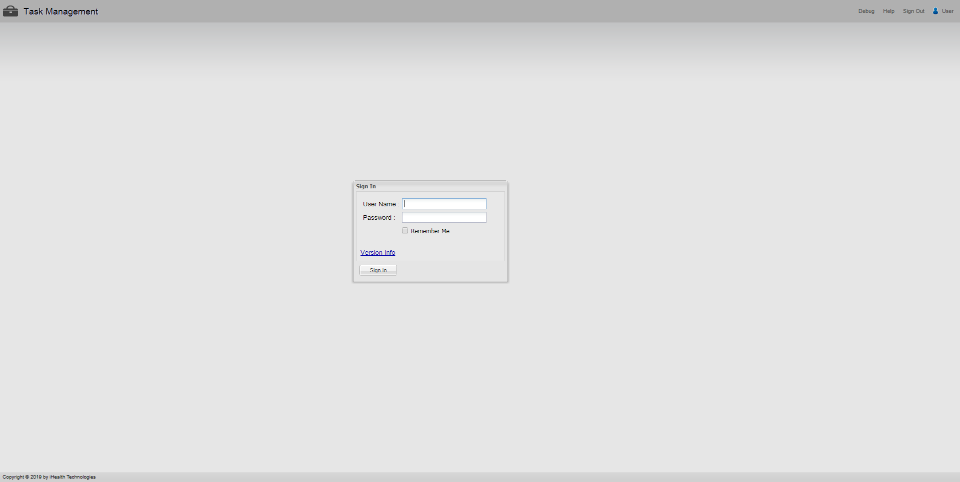 Task Management
Debug Help Sign Out User
Sign In
User Name
Password :
Remember Me
Version Info
Sign In
Copyright © 2019 by iHealth Technologies